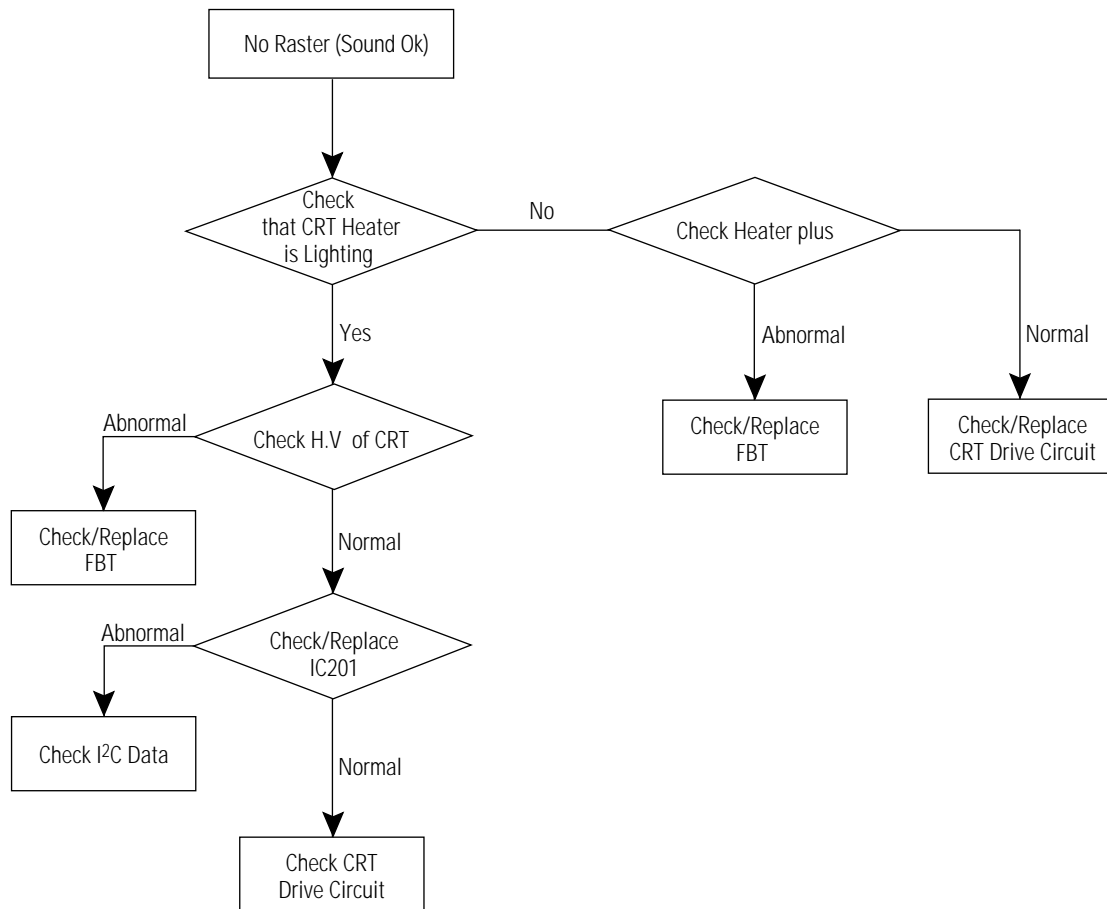 No Raster (Sound Ok)
Check
that CRT Heater
is Lighting
No
Check Heater plus
Yes
Abnormal
Normal
Abnormal
Check H.V of CRT
Check/Replace
FBT
Check/Replace
CRT Drive Circuit
Check/Replace
FBT
Normal
Abnormal
Check/Replace
IC201
Check I²C Data
Normal
Check CRT
Drive Circuit